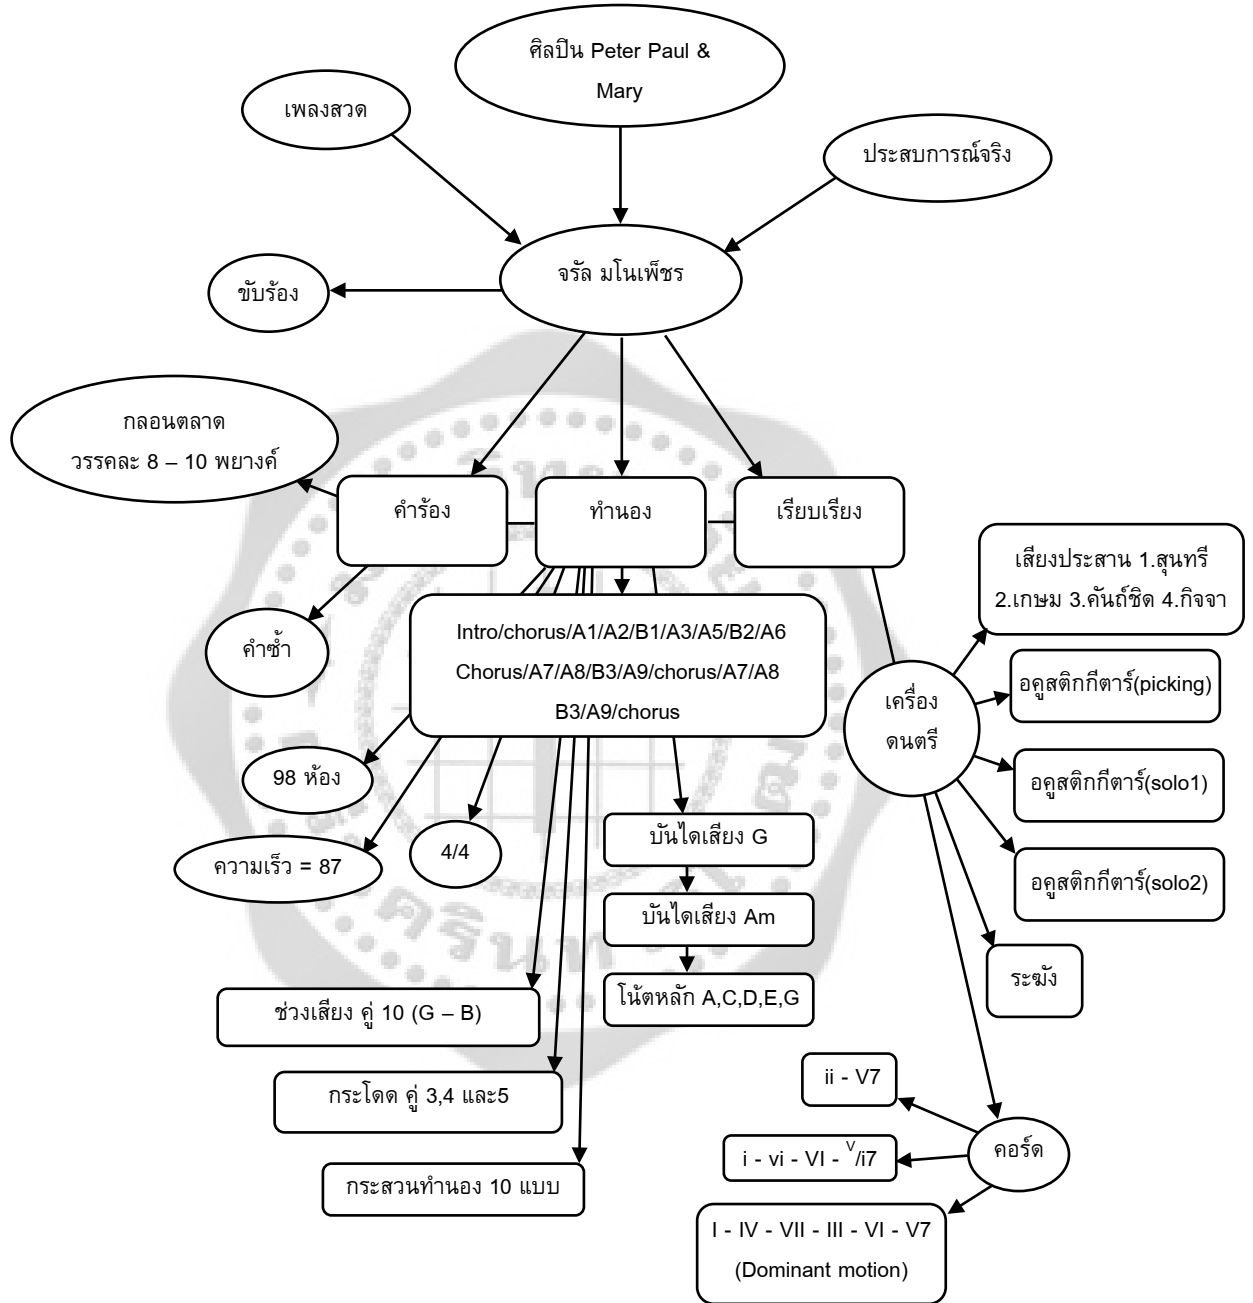 ศิลปิน Peter Paul &
Mary
เพลงสวด
ประสบการณ์จริง
จรัล มโนเพ็ชร
ขับร้อง
กลอนตลาด
วรรคละ 8 – 10 พยางค์
คำร้อง
ทำนอง
เรียบเรียง
เสียงประสาน 1.สุนทรี
2.เกษม 3.คันถ์ชิด 4.กิจจา
คำซ้ำ
Intro/chorus/A1/A2/B1/A3/A5/B2/A6
Chorus/A7/A8/B3/A9/chorus/A7/A8
B3/A9/chorus
เครื่อง
ดนตรี
อคูสติกกีตาร์(picking)
98 ห้อง
อคูสติกกีตาร์(solo1)
ความเร็ว = 87
4/4
บันไดเสียง G
อคูสติกกีตาร์(solo2)
บันไดเสียง Am
ระฆัง
โน้ตหลัก A,C,D,E,G
ช่วงเสียง คู่ 10 (G – B)
กระโดด คู่ 3,4 และ5
ii - V7
กระสวนทำนอง 10 แบบ
i - vi - VI - V/i7
คอร์ด
I - IV - VII - III - VI - V7
(Dominant motion)